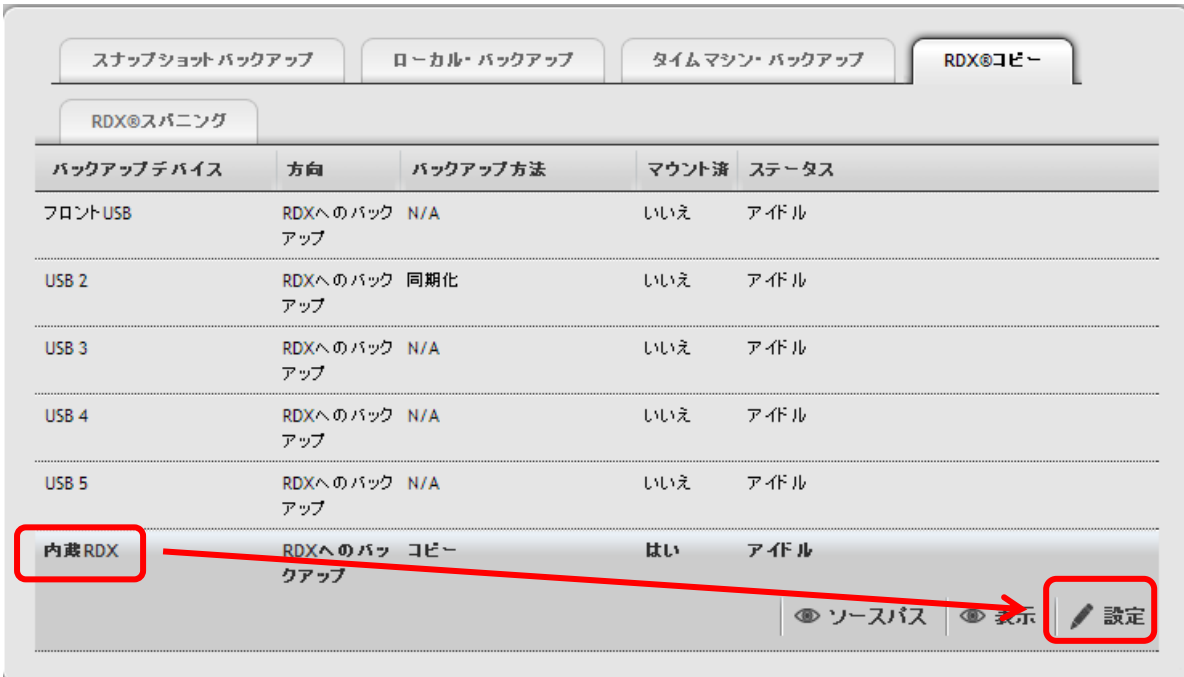 スナップショットバックアップ ローカル・バックアップ タイムマシン・バックアップ RDX®コピー
RDX®スパニング
バックアップデバイス 方向 バックアップ方法 マウント済 ステータス
フロントUSB RDXへのバック N/A いいえ アイドル
アップ
USB 2 RDXへのバック 同期化 いいえ アイドル
アップ
USB 3 RDXへのバック N/A いいえ アイドル
アップ
USB 4 RDXへのバック N/A いいえ アイドル
アップ
USB 5 RDXへのバック N/A いいえ アイドル
アップ
内蔵RDX RDXへのバッ コピー はい アイドル
クアップ
ソースパス 表示 設定